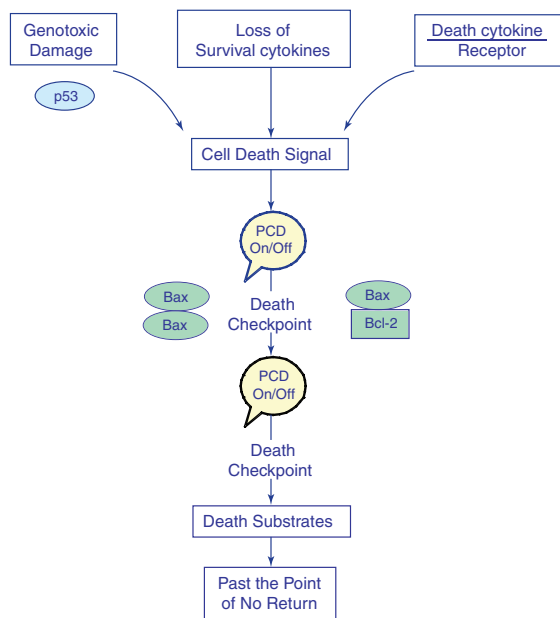 Genotoxic
Damage
Loss of
Survival cytokines
Death cytokine
Receptor
p53
Cell Death Signal
PCD
On/Off
Bax
Bax
Death
Checkpoint
Bax
Bcl-2
PCD
On/Off
Death
Checkpoint
Death Substrates
Past the Point
of No Return